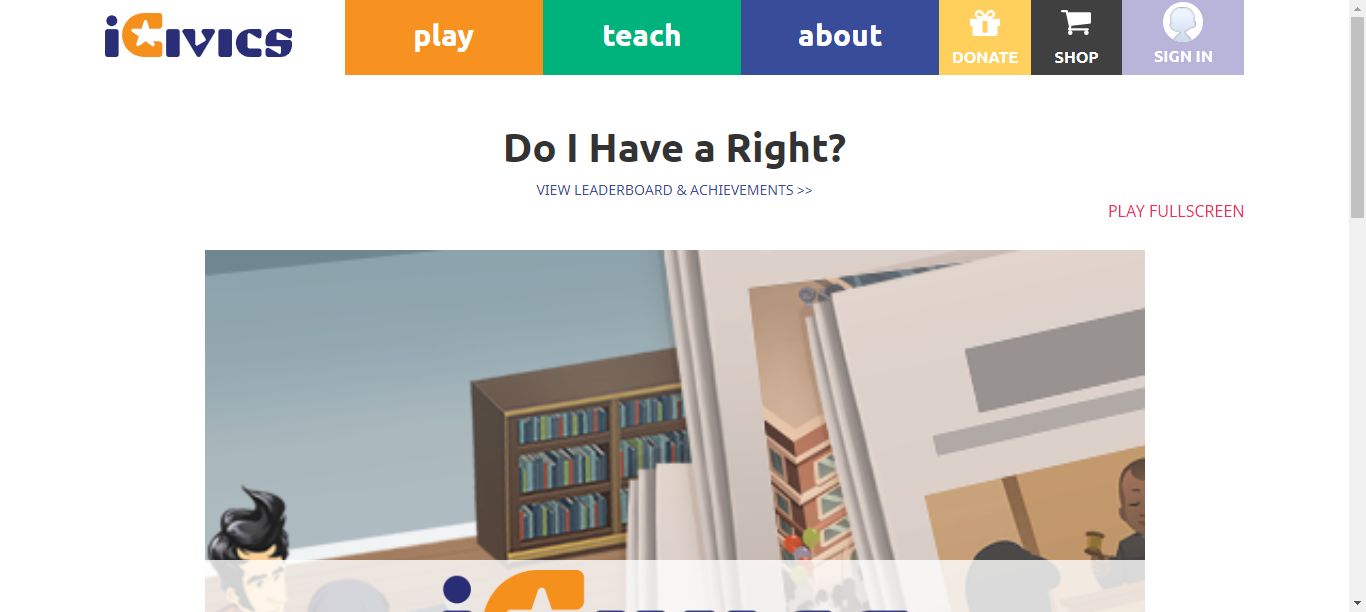 iCivics
play
teach
about
DONATE
SHOP
SIGN IN
Do I Have a Right?
VIEW LEADERBOARD & ACHIEVEMENTS >>
PLAY FULLSCREEN